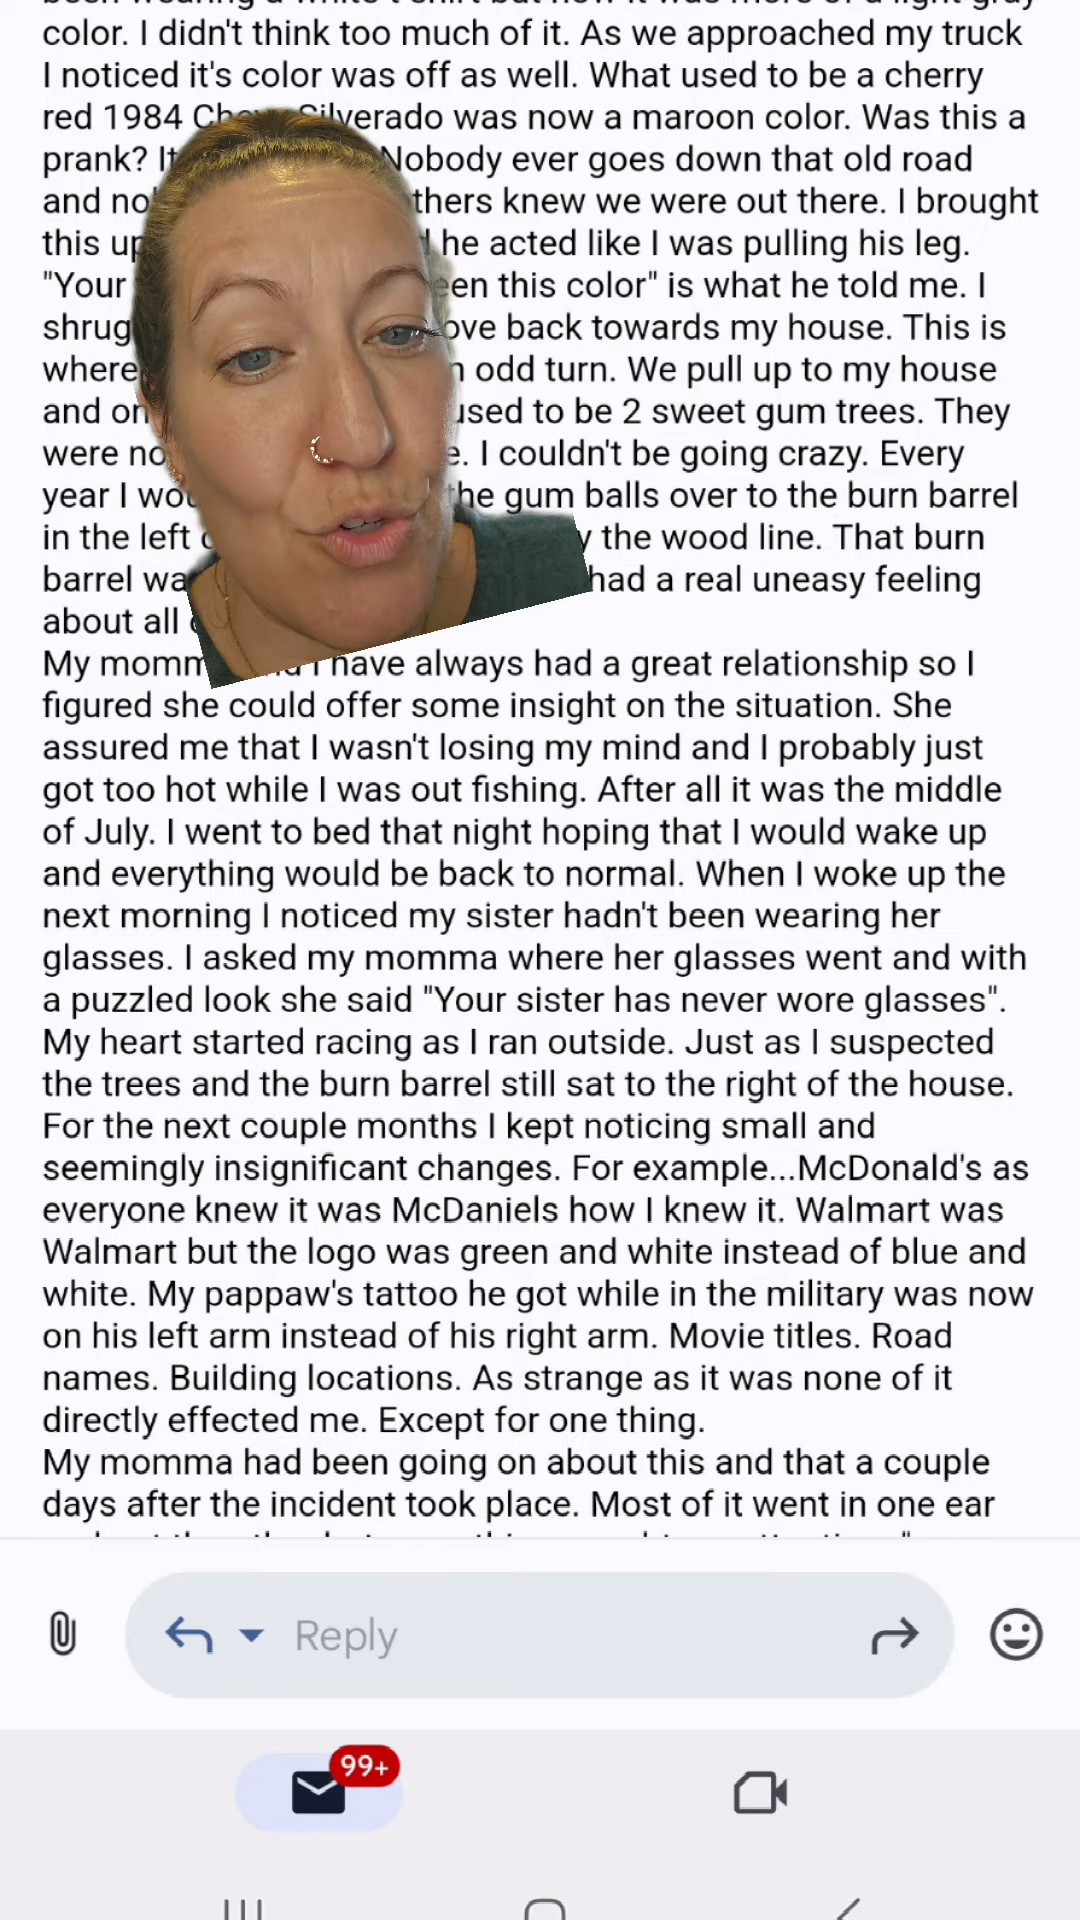 color. I didn't think too much of it. As we approached my truck
I noticed it's color was off as well. What used to be a cherry
red 1984 Silverado was now a maroon color. Was this a
prank? Nobody ever goes down that old road
and knew we were out there. I brought
this up he acted like I was pulling his leg.
"Your this color" is what he told me. I
back towards my house. This is
where odd turn. We pull up to my house
and used to be 2 sweet gum trees. They
were I couldn't be going crazy. Every
year I the gum balls over to the burn barrel
in the left the wood line. That burn
barrel had a real uneasy feeling
about all
My I have always had a great relationship so I
figured she could offer some insight on the situation. She
assured me that I wasn't losing my mind and I probably just
got too hot while I was out fishing. After all it was the middle
of July. I went to bed that night hoping that I would wake up
and everything would be back to normal. When I woke up the
next morning I noticed my sister hadn't been wearing her
glasses. I asked my momma where her glasses went and with
a puzzled look she said "Your sister has never wore glasses".
My heart started racing as I ran outside. Just as I suspected
the trees and the burn barrel still sat to the right of the house.
For the next couple months I kept noticing small and
seemingly insignificant changes. For example...McDonald's as
everyone knew it was McDaniels how I knew it. Walmart was
Walmart but the logo was green and white instead of blue and
white. My pappaw's tattoo he got while in the military was now
on his left arm instead of his right arm. Movie titles. Road
names. Building locations. As strange as it was none of it
directly effected me. Except for one thing.
My momma had been going on about this and that a couple
days after the incident took place. Most of it went in one ear
Reply
99+